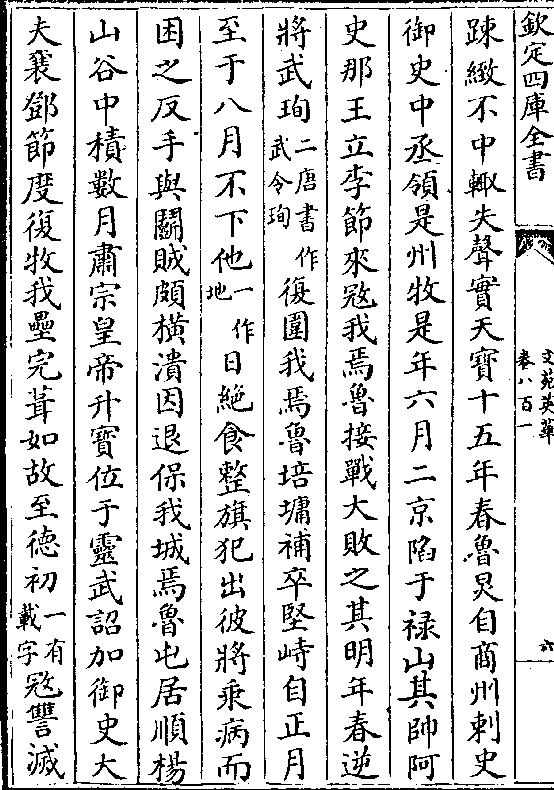 欽定四庫全書
文苑英華
卷八百一
六
踈緻不中輙失聲實天寳十五年春魯炅自商州刺史
御史中丞領是州牧是年六月二京陷于禄山其帥阿
史那王立李節來㓂我焉魯接戰大敗之其明年春逆
將武珣二唐書作武令珣復圍我焉魯培墉補卒堅峙自正月
至于八月不下他一作地日絶食整旗犯出彼將乘病而
困之反手與鬭賊頗橫潰因退保我城焉魯屯居順楊
山谷中積數月肅宗皇帝升寳位于靈武詔加御史大
夫襄鄧節度復牧我壘完葺如故至德初一有載字㓂讐滅